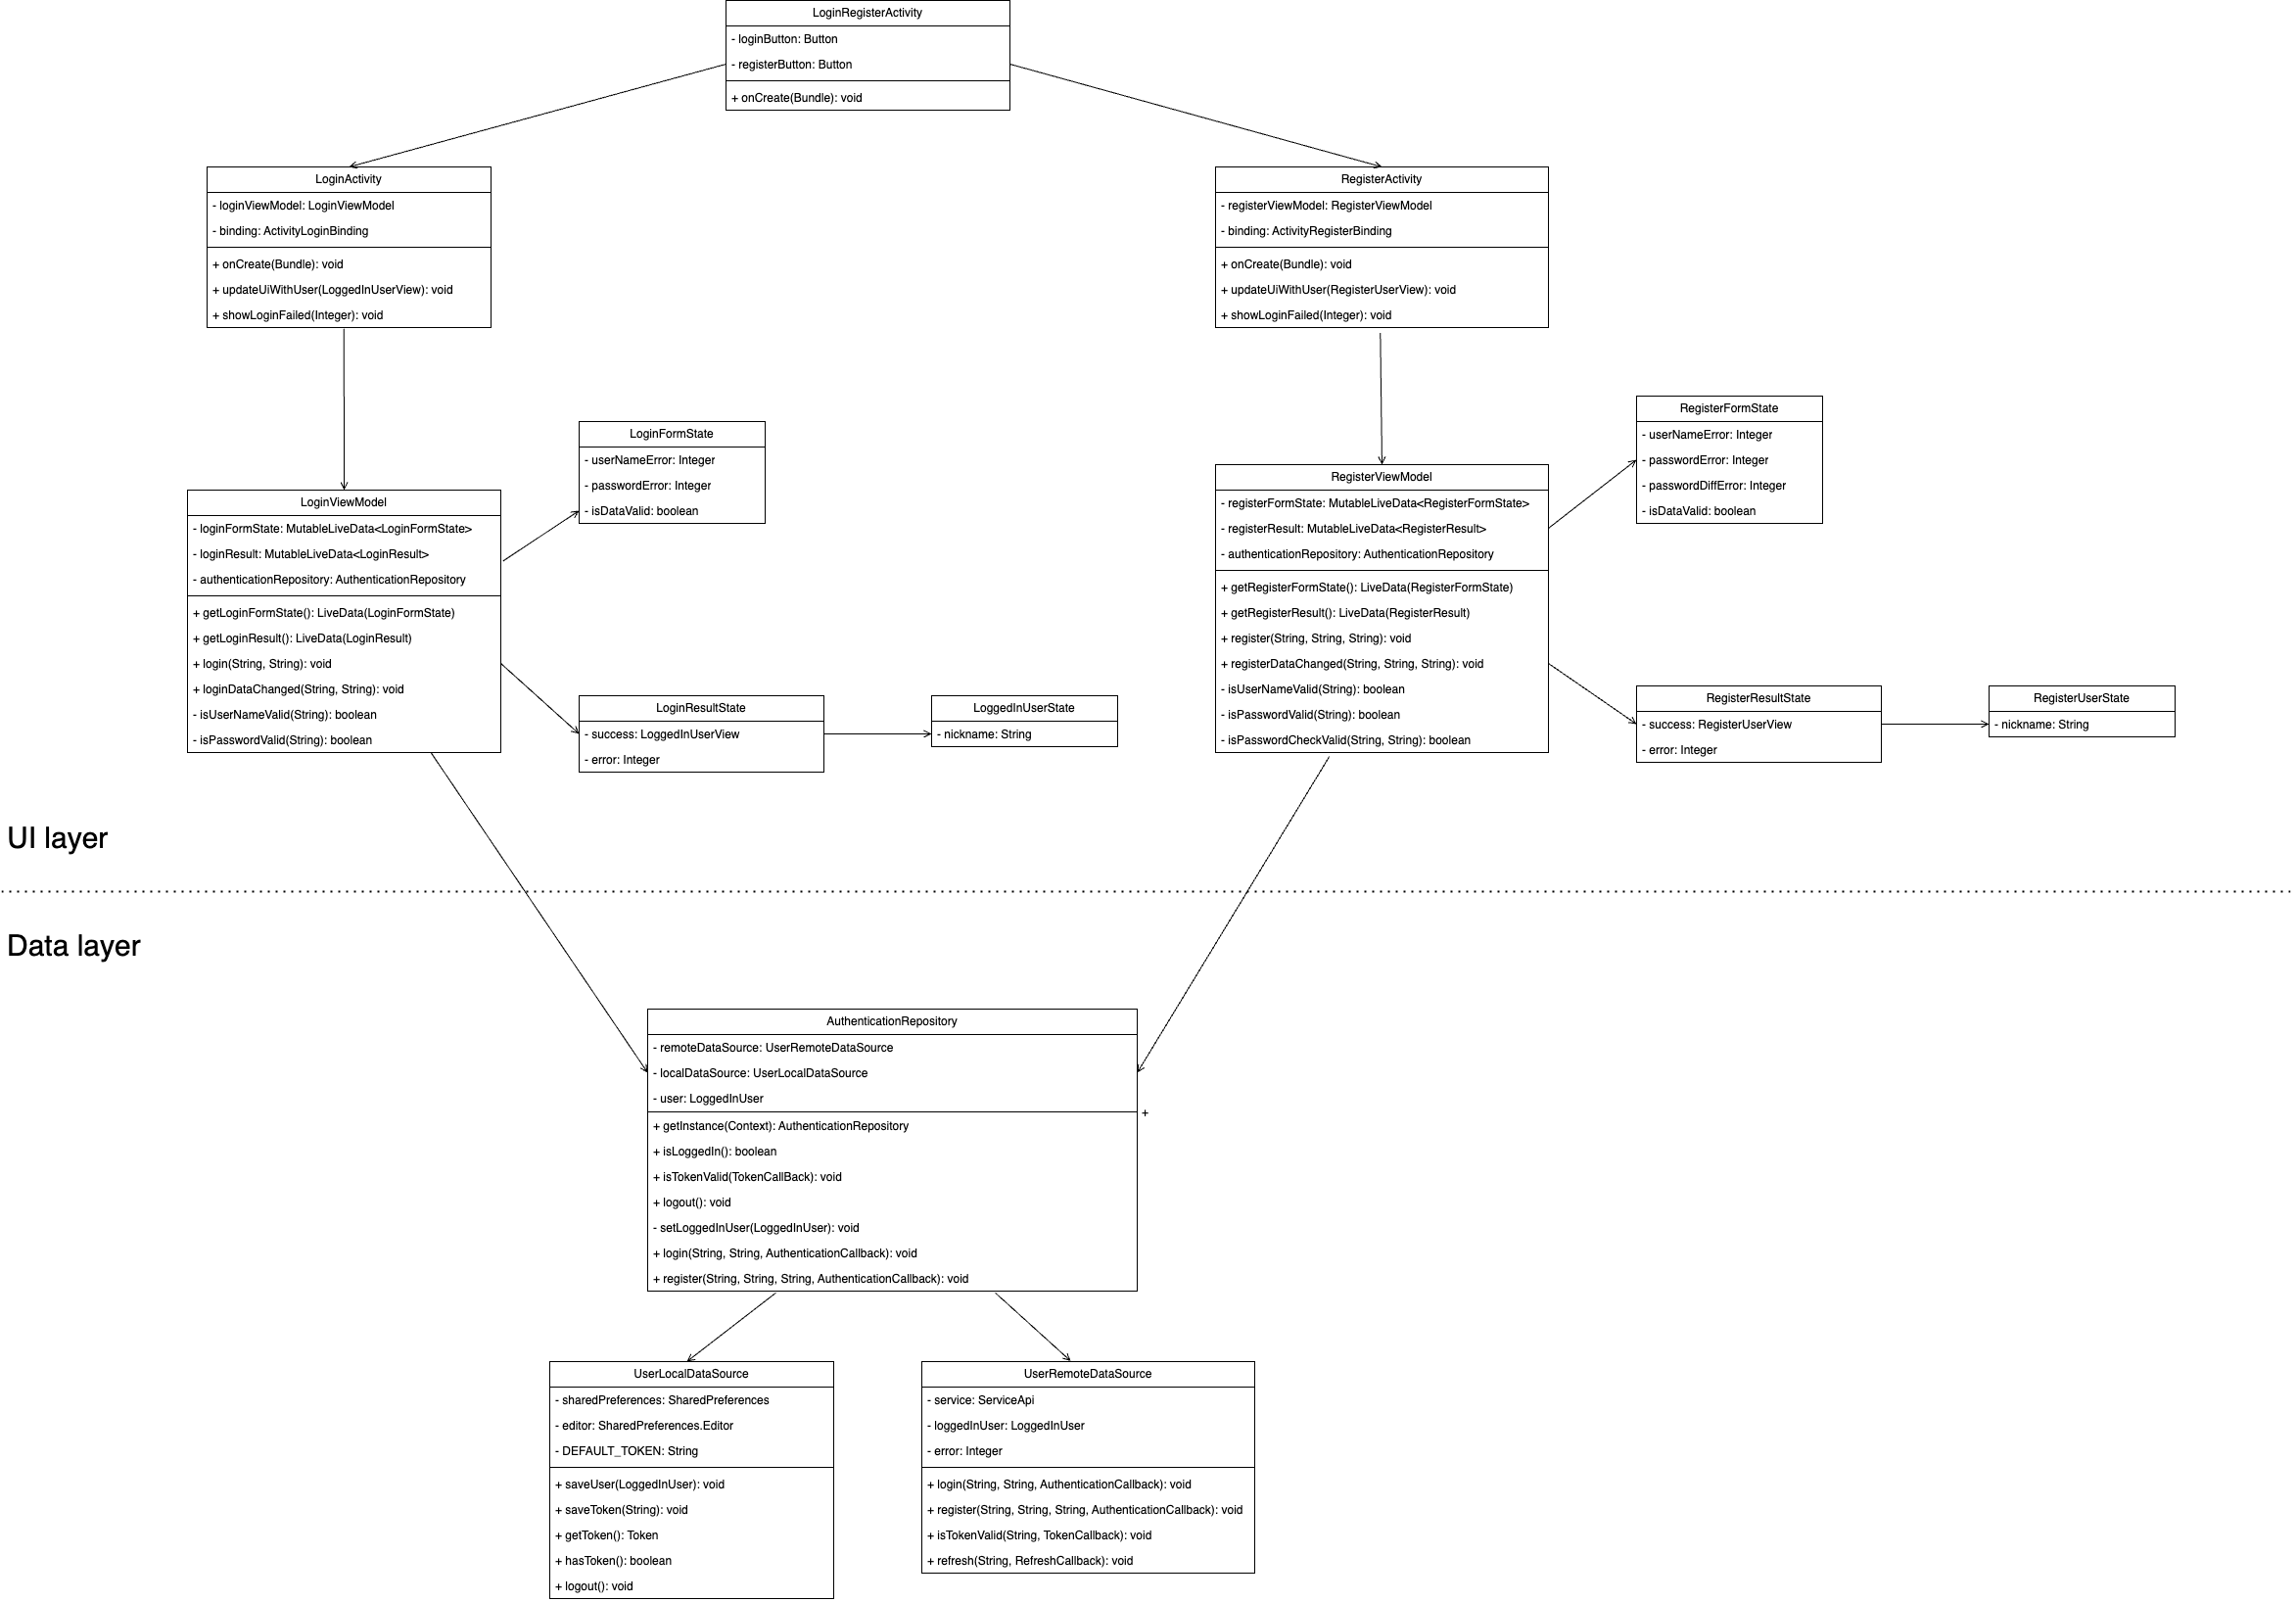 LoginRegisterActivity
- loginButton: Button
- registerButton: Button
+ onCreate(Bundle): void
LoginActivity
- loginViewModel: LoginViewModel
- binding: ActivityLoginBinding
+ onCreate(Bundle): void
+ updateUiWithUser(LoggedInUserView): void
+ showLoginFailed(Integer): void
RegisterActivity
- registerViewModel: RegisterViewModel
- binding: ActivityRegisterBinding
+ onCreate(Bundle): void
+ updateUiWithUser(RegisterUserView): void
+ showLoginFailed(Integer): void
LoginFormState
- userNameError: Integer
- passwordError: Integer
- isDataValid: boolean
RegisterFormState
- userNameError: Integer
- passwordError: Integer
- passwordDiffError: Integer
- isDataValid: boolean
LoginViewModel
- loginFormState: MutableLiveData<LoginFormState>
- loginResult: MutableLiveData<LoginResult>
- authenticationRepository: AuthenticationRepository
+ getLoginFormState(): LiveData(LoginFormState)
+ getLoginResult(): LiveData(LoginResult)
+ login(String, String): void
+ loginDataChanged(String, String): void
- isUserNameValid(String): boolean
- isPasswordValid(String): boolean
RegisterViewModel
- registerFormState: MutableLiveData<RegisterFormState>
- registerResult: MutableLiveData<RegisterResult>
- authenticationRepository: AuthenticationRepository
+ getRegisterFormState(): LiveData(RegisterFormState)
+ getRegisterResult(): LiveData(RegisterResult)
+ register(String, String, String): void
+ registerDataChanged(String, String, String): void
- isUserNameValid(String): boolean
- isPasswordValid(String): boolean
- isPasswordCheckValid(String, String): boolean
LoginResultState
- success: LoggedInUserView
- error: Integer
LoggedInUserState
- nickname: String
RegisterResultState
- success: RegisterUserView
- error: Integer
RegisterUserState
- nickname: String
UI layer
Data layer
AuthenticationRepository
- remoteDataSource: UserRemoteDataSource
- localDataSource: UserLocalDataSource
- user: LoggedInUser
+
+ getInstance(Context): AuthenticationRepository
+ isLoggedIn(): boolean
+ isTokenValid(TokenCallBack): void
+ logout(): void
- setLoggedInUser(LoggedInUser): void
+ login(String, String, AuthenticationCallback): void
+ register(String, String, String, AuthenticationCallback): void
UserLocalDataSource
- sharedPreferences: SharedPreferences
- editor: SharedPreferences.Editor
- DEFAULT_TOKEN: String
+ saveUser(LoggedInUser): void
+ saveToken(String): void
+ getToken(): Token
+ hasToken(): boolean
+ logout(): void
UserRemoteDataSource
- service: ServiceApi
- loggedInUser: LoggedInUser
- error: Integer
+ login(String, String, AuthenticationCallback): void
+ register(String, String, String, AuthenticationCallback): void
+ isTokenValid(String, TokenCallback): void
+ refresh(String, RefreshCallback): void